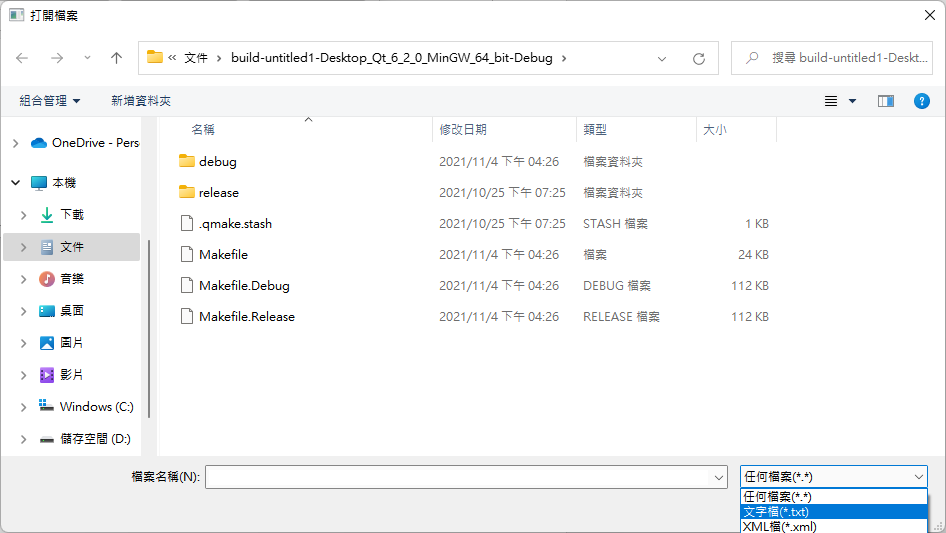 打開檔案
« 文件 › build-untitled1-Desktop_Qt_6_2_0_MinGW_64_bit-Debug ›
搜尋 build-untitled1-Deskt...
組合管理 新增資料夾
名稱 修改日期 類型 大小
OneDrive - Pers
本機
下載
文件
音樂
桌面
圖片
影片
Windows (C:)
儲存空間 (D:)
debug 2021/11/4 下午 04:26 檔案資料夾
release 2021/10/25 下午 07:25 檔案資料夾
.qmake.stash 2021/10/25 下午 07:25 STASH 檔案 1 KB
Makefile 2021/11/4 下午 04:26 檔案 24 KB
Makefile.Debug 2021/11/4 下午 04:26 DEBUG 檔案 112 KB
Makefile.Release 2021/11/4 下午 04:26 RELEASE 檔案 112 KB
檔案名稱(N):
任何檔案(*.*)
任何檔案(*.*)
文字檔(*.txt)
XML檔(*.xml)